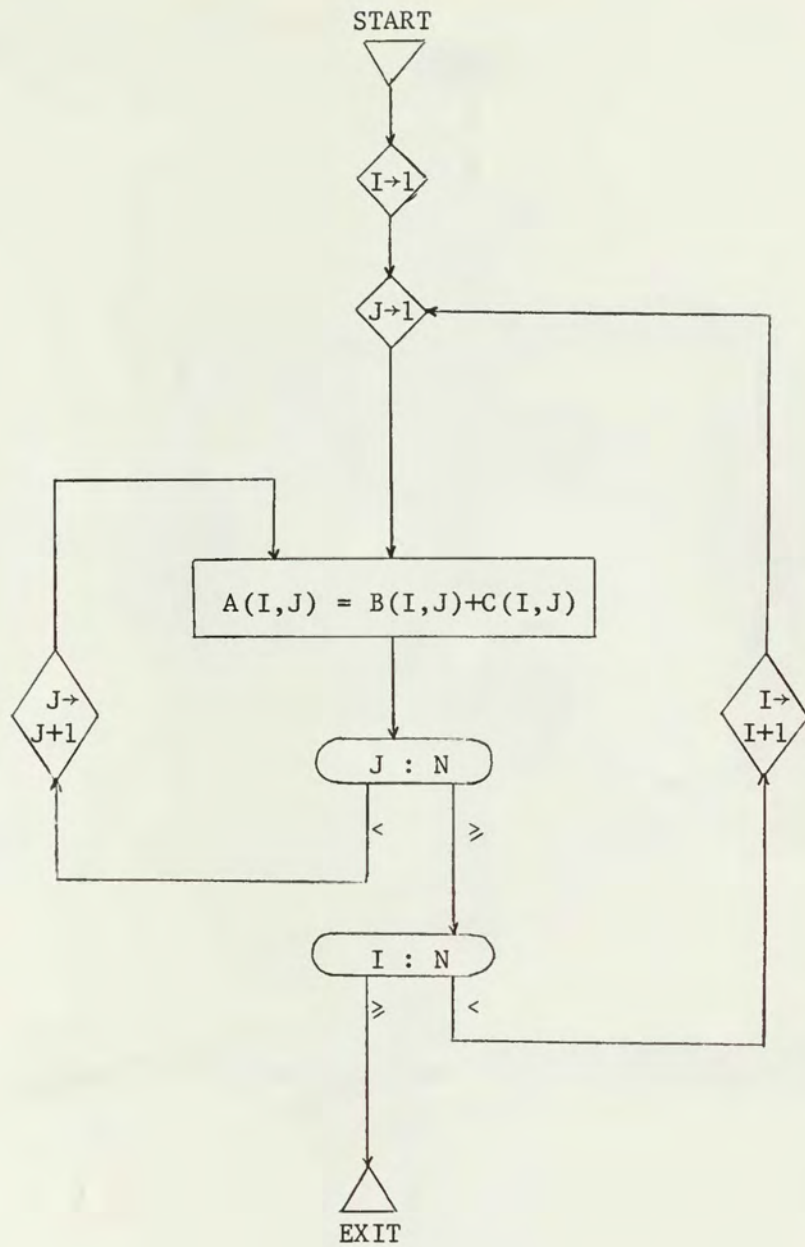 START
I→1
J→1
A(I,J) = B(I,J)+C(I,J)
J→
J+1
I→
I+1
J : N
< ⩾
I : N
⩾ <
EXIT